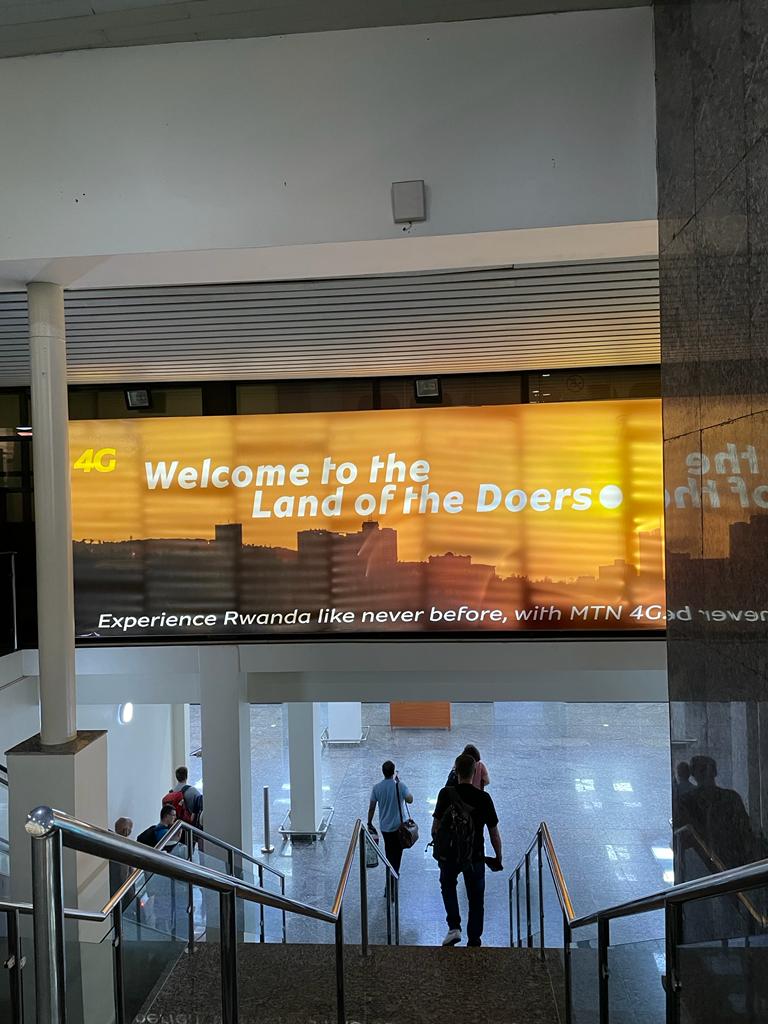 4G
Welcome to the
Land of the Doers
Experience Rwanda like never before, with MTN 4G.